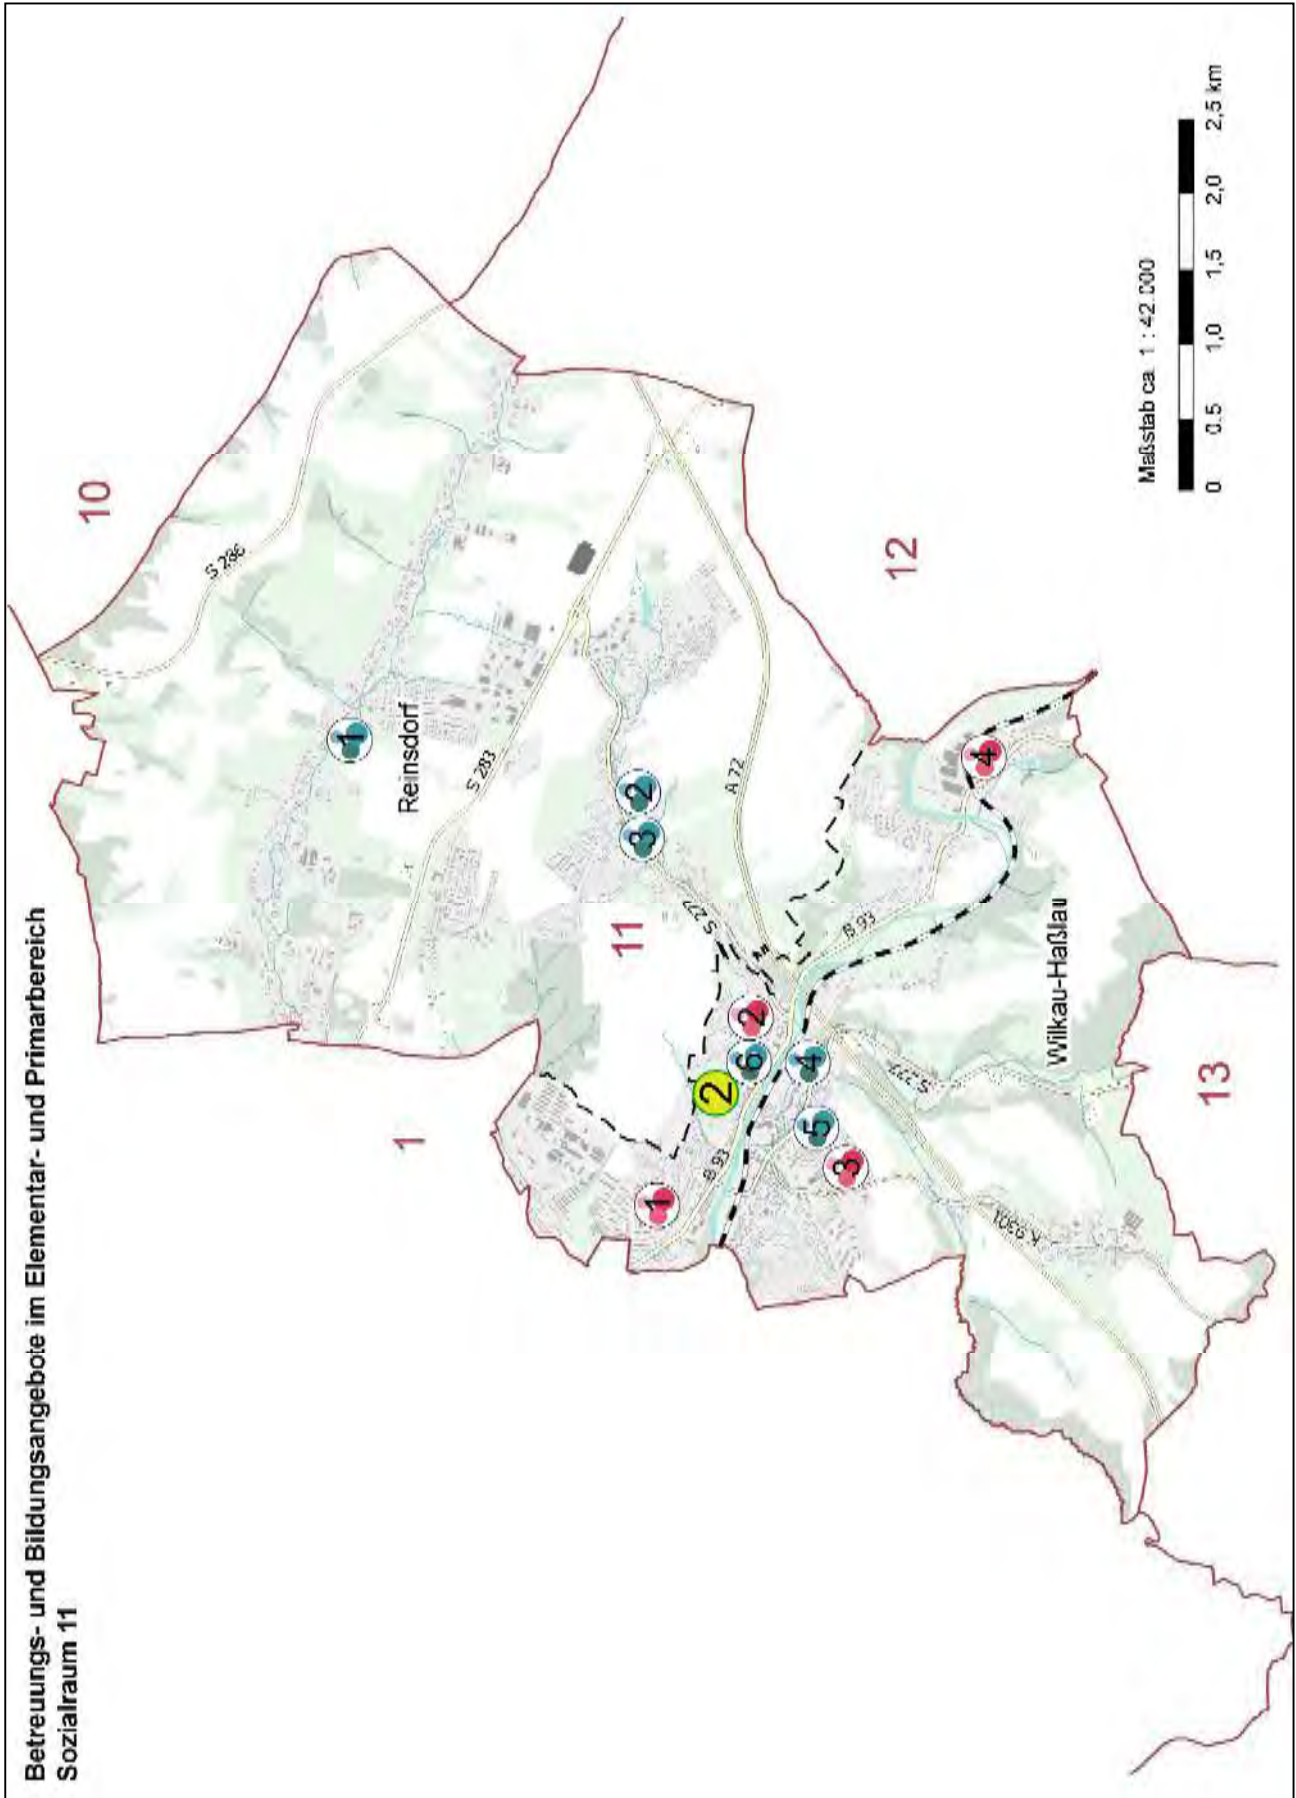 Betreuungs- und Bildungsangebote im Elementar- und Primarbereich
Sozialraum 11
10
S 286
1
Reinsdorf
1
S 283
2
3
A 72
12
11
S 277
1
2
6
2
B 93
B 93
4
5
3
4
S 277
K 9301
Wilkau-Haßlau
13
Maßstab ca. 1 : 42.000
0 0.5 1,0 1,5 2,0 2,5 km